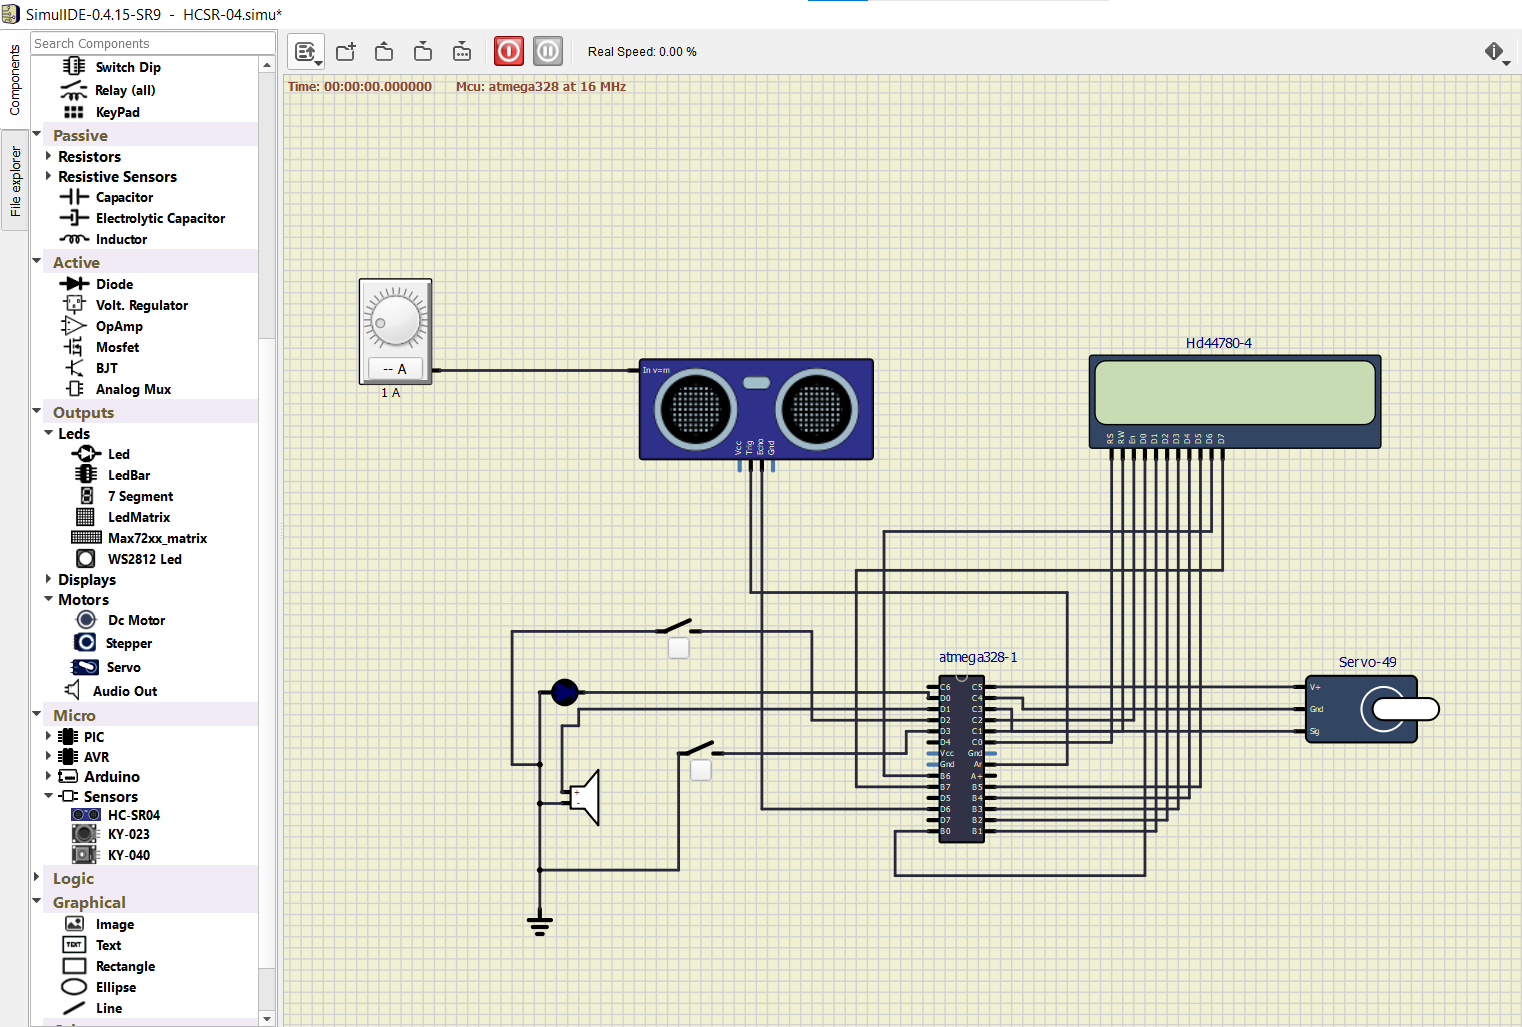 SimulIDE-0.4.15-SR9 - HCSR-04.simu*
Components
File explorer
Search Components
Switch Dip
Relay (all)
KeyPad
Passive
Resistors
Resistive Sensors
Capacitor
Electrolytic Capacitor
Inductor
Active
Diode
Volt. Regulator
OpAmp
Mosfet
BJT
Analog Mux
Outputs
Leds
Led
LedBar
7 Segment
LedMatrix
Max72xx_matrix
WS2812 Led
Displays
Motors
Dc Motor
Stepper
Servo
Audio Out
Micro
PIC
AVR
Arduino
Sensors
HC-SR04
KY-023
KY-040
Logic
Graphical
Image
TEXT Text
Rectangle
Ellipse
Line
Real Speed: 0.00 %
Time: 00:00:00.000000 Mcu: atmega328 at 16 MHz
-- A
1 A
In v=m
Vcc Trig Echo Gnd
Hd44780-4
RS RW En D0 D1 D2 D3 D4 D5 D6 D7
atmega328-1
C6 C5
D0 C4
D1 C3
D2 C2
D3 C1
D4 C0
Vcc Gnd
Gnd Ar
B6 A+
B7 B5
D5 B4
D6 B3
D7 B2
B0 B1
Servo-49
V+
Gnd
Sig
+
-